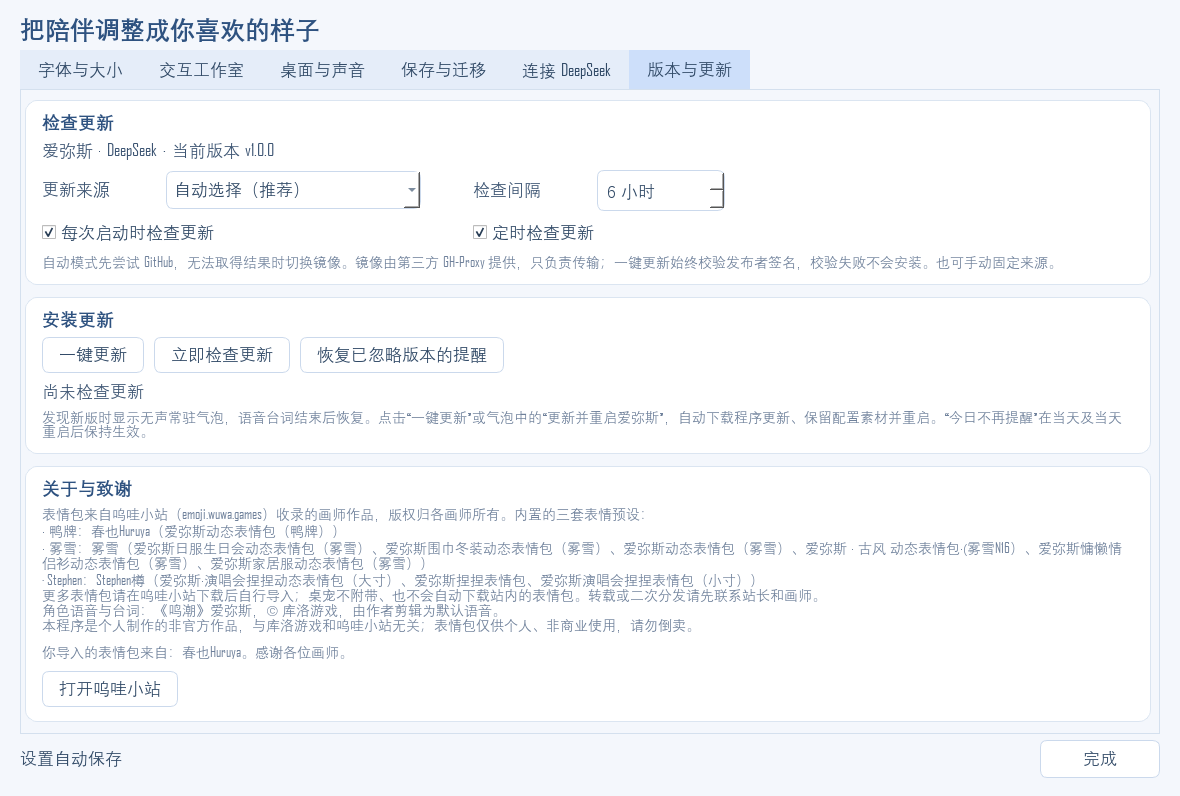 把陪伴调整成你喜欢的样子
字体与大小 交互工作室 桌面与声音 保存与迁移 连接 DeepSeek 版本与更新
检查更新
爱弥斯 · DeepSeek · 当前版本 v1.0.0
更新来源 自动选择（推荐） 检查间隔 6 小时
每次启动时检查更新 定时检查更新
自动模式先尝试 GitHub，无法取得结果时切换镜像。镜像由第三方 GH-Proxy 提供，只负责传输；一键更新始终校验发布者签名，校验失败不会安装。也可手动固定来源。
安装更新
一键更新 立即检查更新 恢复已忽略版本的提醒
尚未检查更新
发现新版时显示无声常驻气泡，语音台词结束后恢复。点击“一键更新”或气泡中的“更新并重启爱弥斯”，自动下载程序更新、保留配置素材并重启。“今日不再提醒”在当天及当天
重启后保持生效。
关于与致谢
表情包来自呜哇小站（emoji.wuwa.games）收录的画师作品，版权归各画师所有。内置的三套表情预设：
· 鸭牌：春也Huruya（爱弥斯动态表情包（鸭牌））
· 雾雪：雾雪（爱弥斯日服生日会动态表情包（雾雪）、爱弥斯围巾冬装动态表情包（雾雪）、爱弥斯动态表情包（雾雪）、爱弥斯 · 古风 动态表情包·(雾雪N16）、爱弥斯慵懒情
侣衫动态表情包（雾雪）、爱弥斯家居服动态表情包（雾雪））
· Stephen：Stephen樽（爱弥斯·演唱会捏捏动态表情包（大寸）、爱弥斯捏捏表情包、爱弥斯演唱会捏捏表情包（小寸））
更多表情包请在呜哇小站下载后自行导入；桌宠不附带、也不会自动下载站内的表情包。转载或二次分发请先联系站长和画师。
角色语音与台词：《鸣潮》爱弥斯，© 库洛游戏，由作者剪辑为默认语音。
本程序是个人制作的非官方作品，与库洛游戏和呜哇小站无关；表情包仅供个人、非商业使用，请勿倒卖。
你导入的表情包来自：春也Huruya。感谢各位画师。
打开呜哇小站
设置自动保存 完成